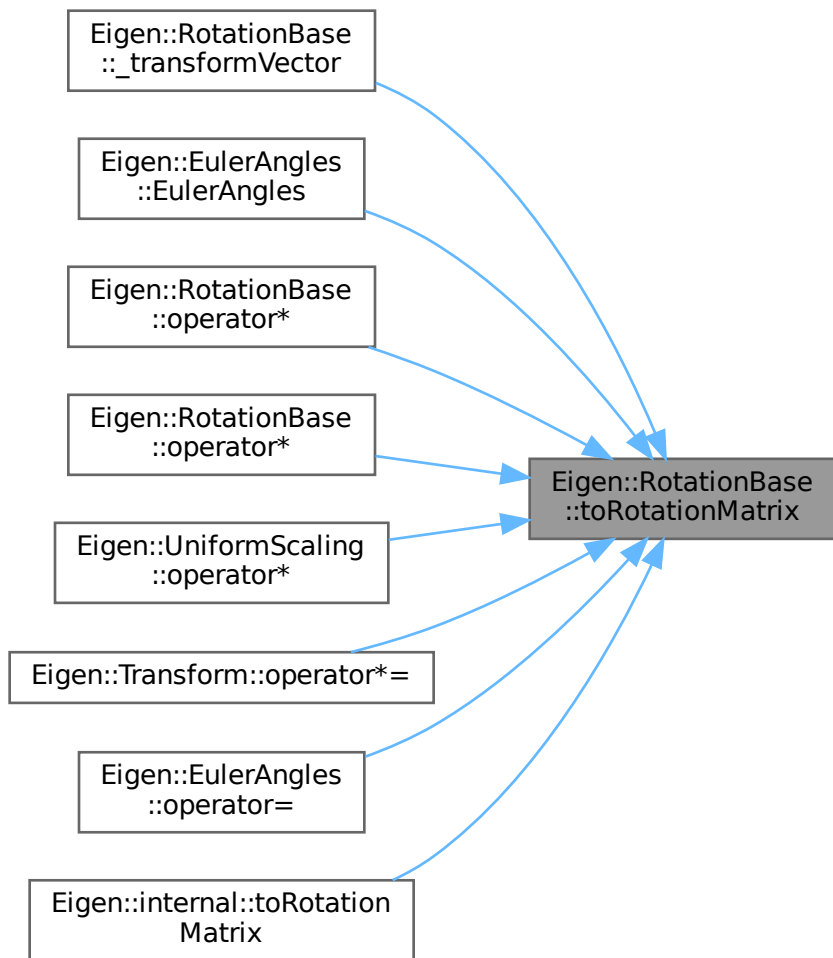 Eigen::RotationBase
::_transformVector
Eigen::EulerAngles
::EulerAngles
Eigen::RotationBase
::operator*
Eigen::RotationBase
::operator*
Eigen::RotationBase
::toRotationMatrix
Eigen::UniformScaling
::operator*
Eigen::Transform::operator*=
Eigen::EulerAngles
::operator=
Eigen::internal::toRotation
Matrix